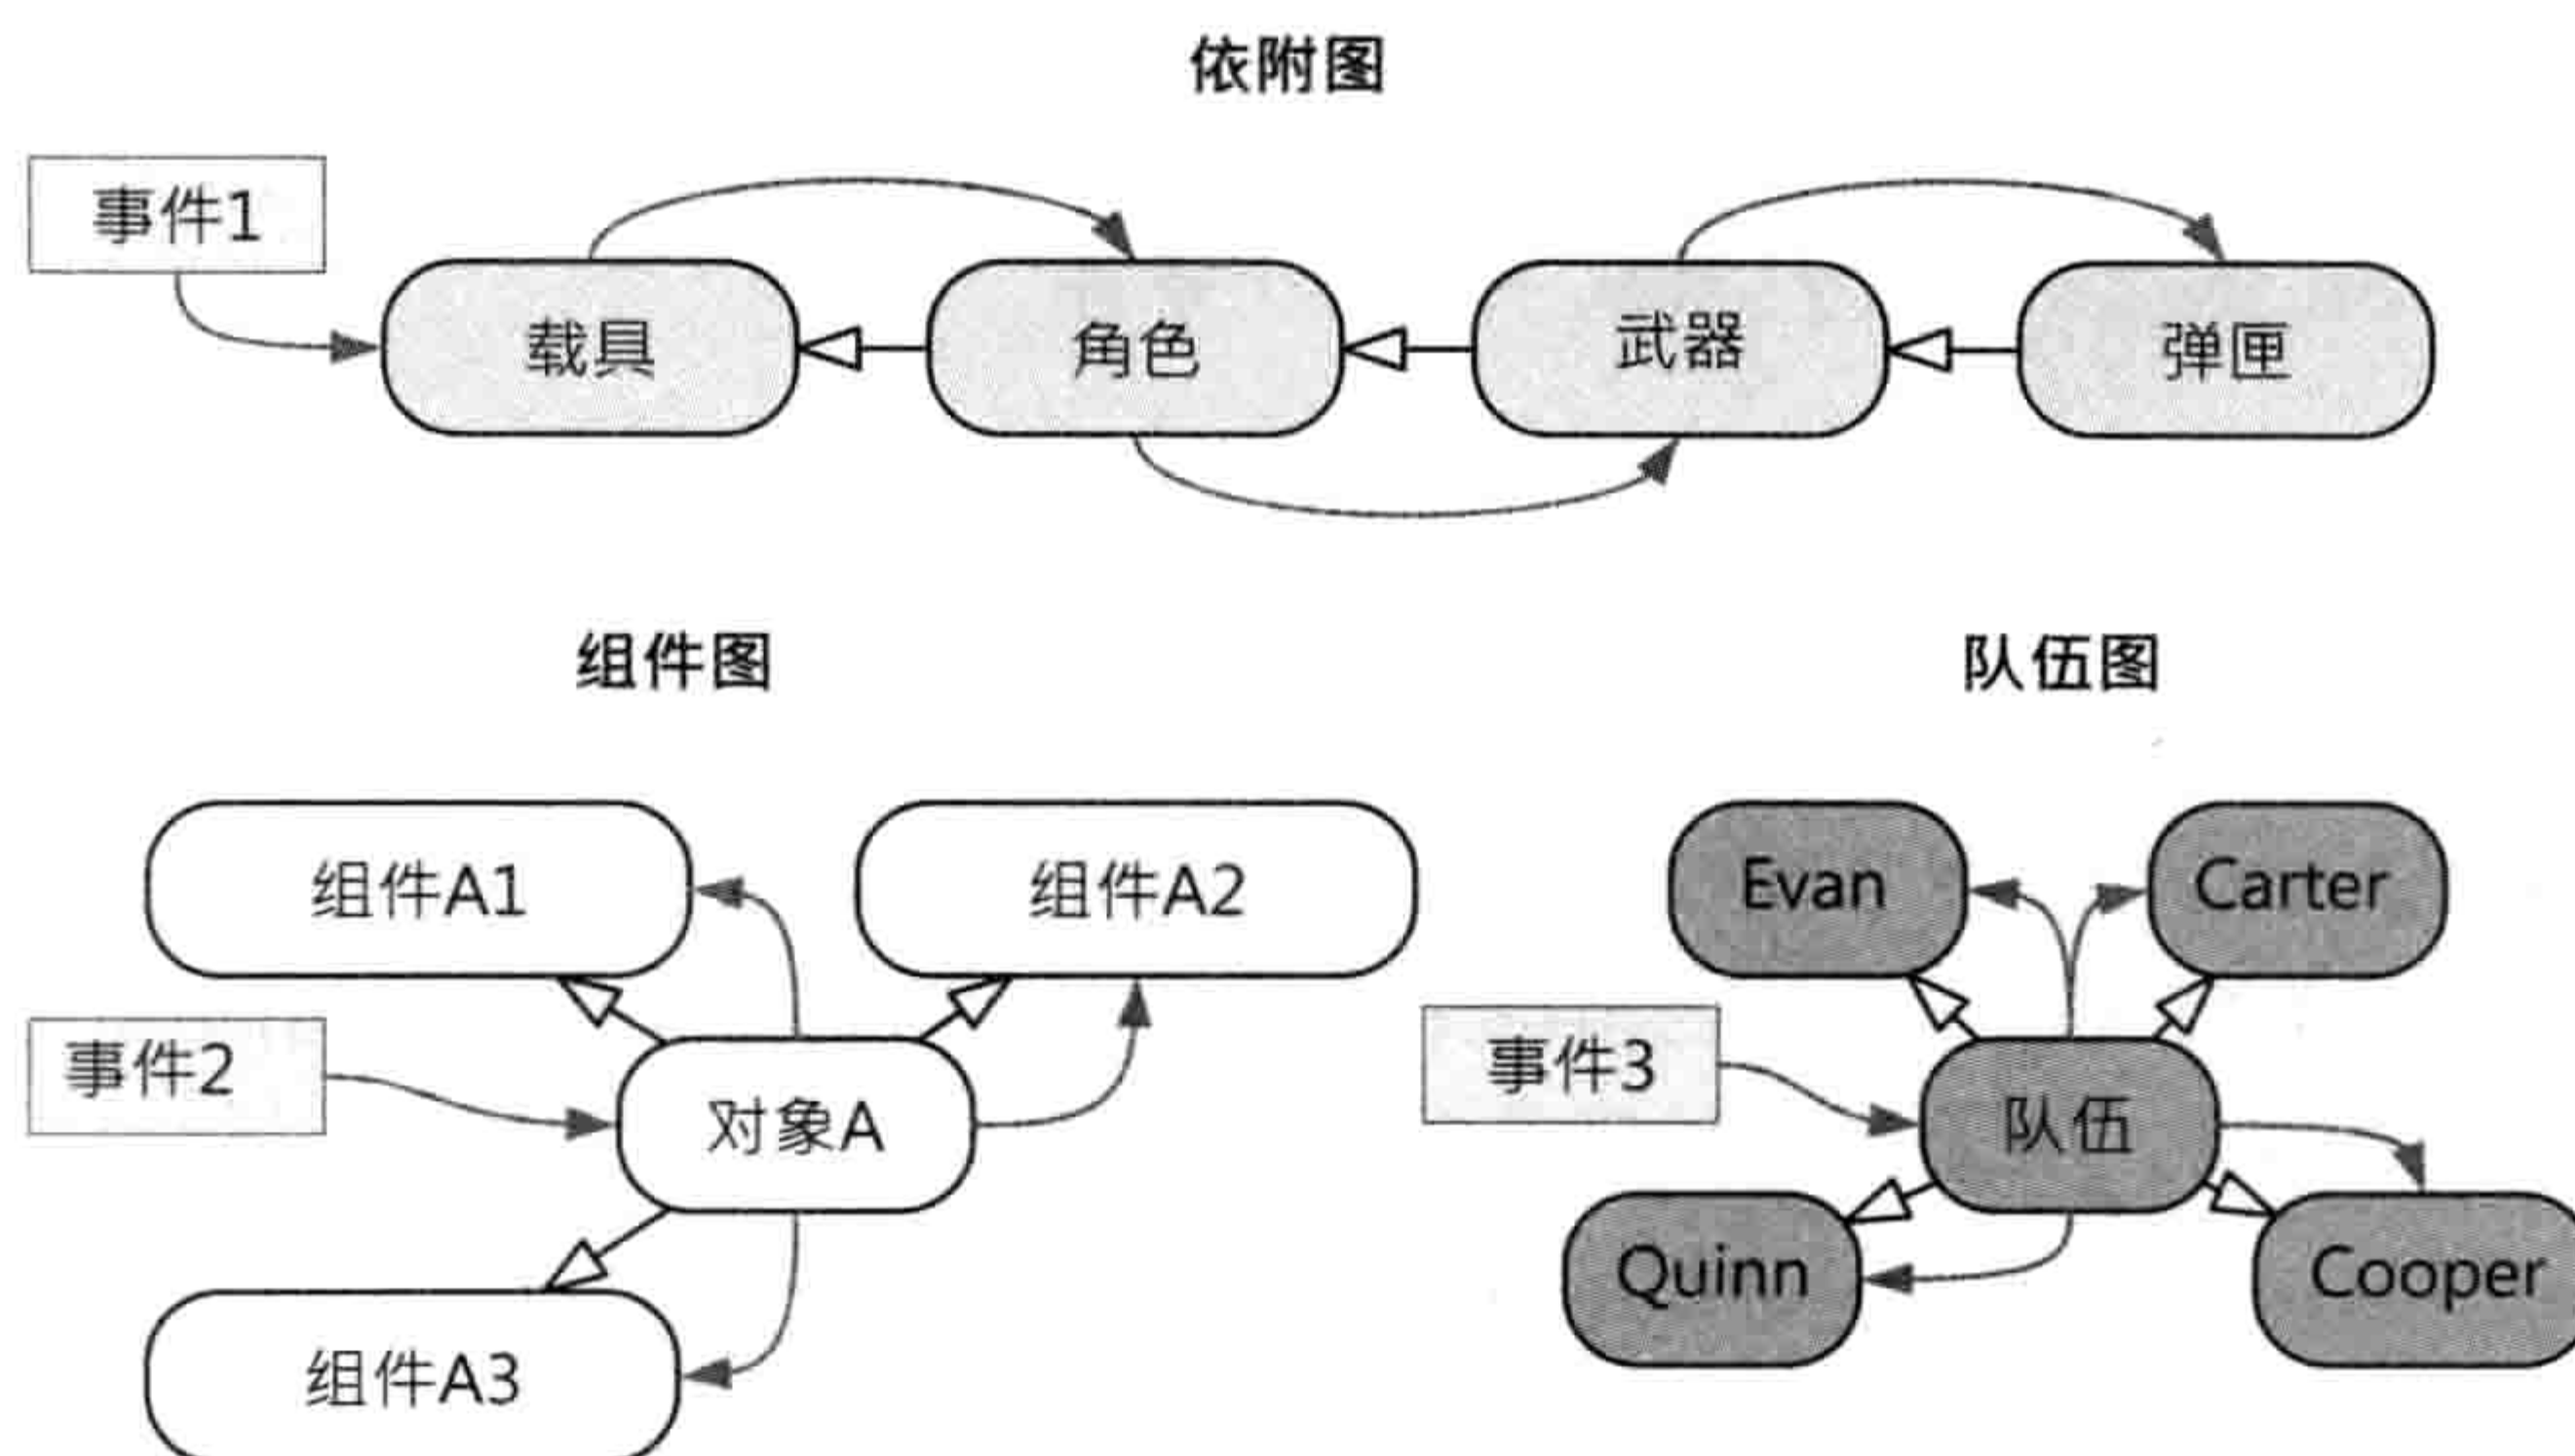 依附图
事件1
载具
角色
武器
弹匣
组件图
组件A1
组件A2
事件2
对象A
组件A3
队伍图
Evan
Carter
事件3
队伍
Quinn
Cooper